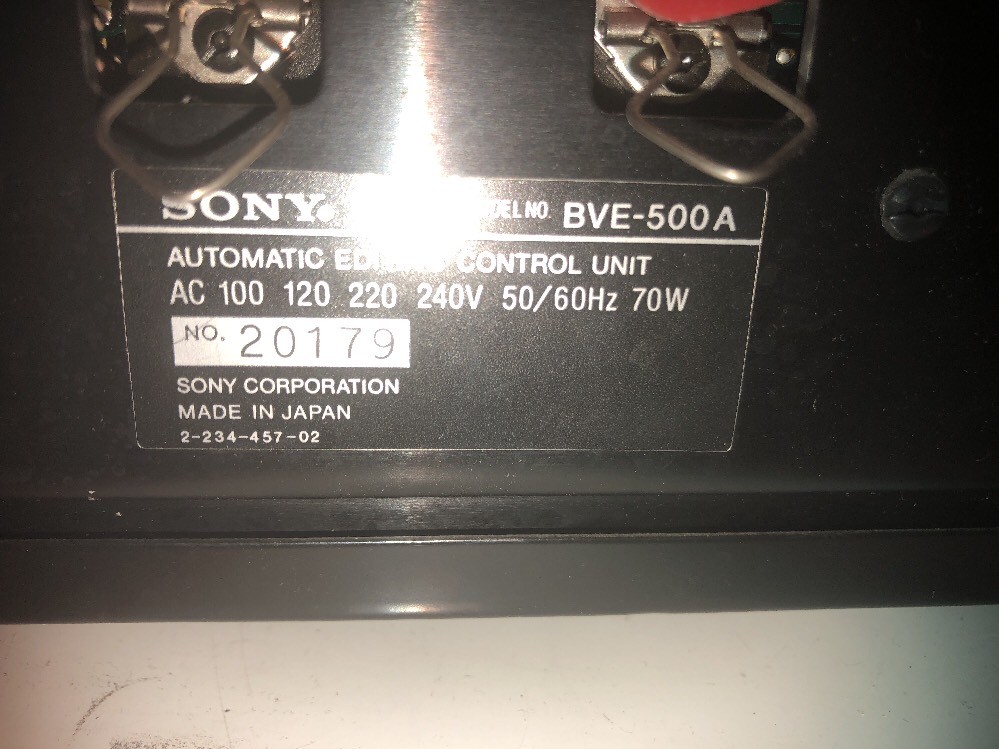 SONY. NO. BVE-500A
AUTOMATIC CONTROL UNIT
AC 100 120 220 240V 50/60Hz 70W
NO. 20179
SONY CORPORATION
MADE IN JAPAN
2-234-457-02